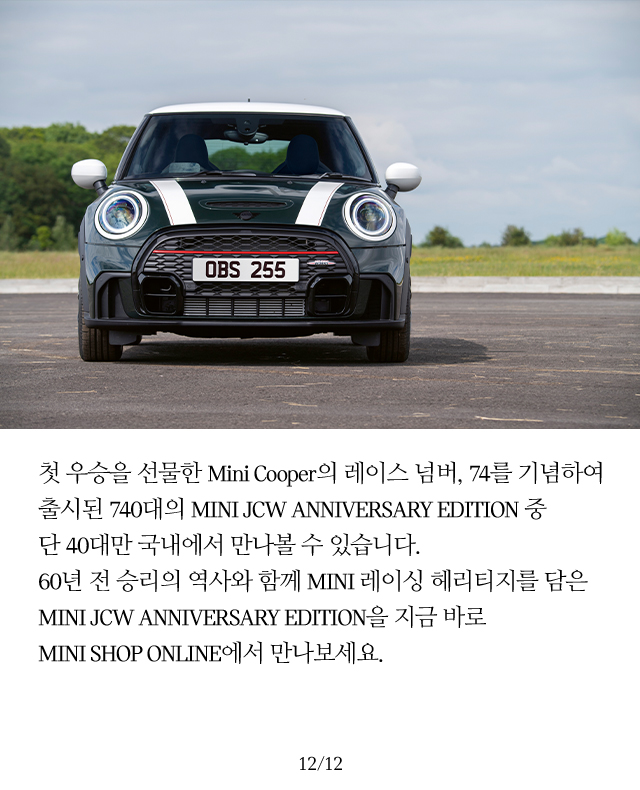 OBS 255
첫 우승을 선물한 Mini Cooper의 레이스 넘버, 74를 기념하여
출시된 740대의 MINI JCW ANNIVERSARY EDITION 중
단 40대만 국내에서 만나볼 수 있습니다.
60년 전 승리의 역사와 함께 MINI 레이싱 헤리티지를 담은
MINI JCW ANNIVERSARY EDITION을 지금 바로
MINI SHOP ONLINE에서 만나보세요.
12/12